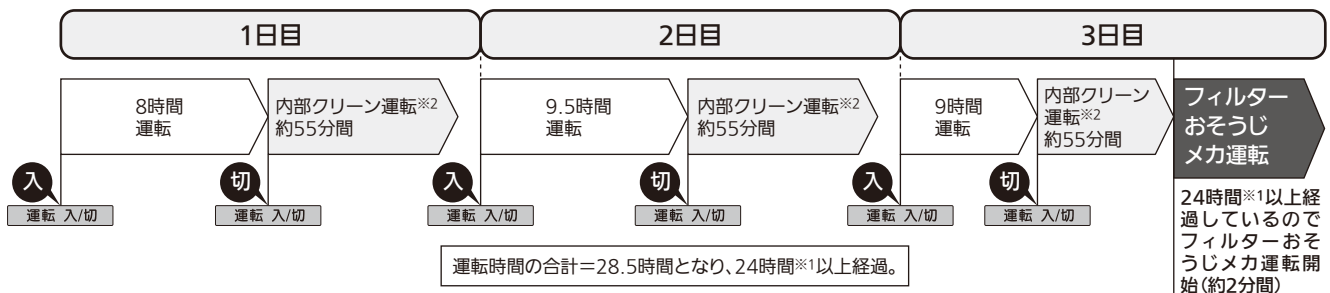 1日目
2日目
3日目
8時間
運転
内部クリーン運転※2
約55分間
9.5時間
運転
内部クリーン運転※2
約55分間
9時間
運転
内部クリーン
運転※2
約55分間
フィルター
おそうじ
メカ運転
入
運転 入/切
切
運転 入/切
入
運転 入/切
切
運転 入/切
入
運転 入/切
切
運転 入/切
24時間※1以上経
過しているので
フィルターおそ
うじメカ運転開
始(約2分間)
運転時間の合計=28.5時間となり、24時間※1以上経過。